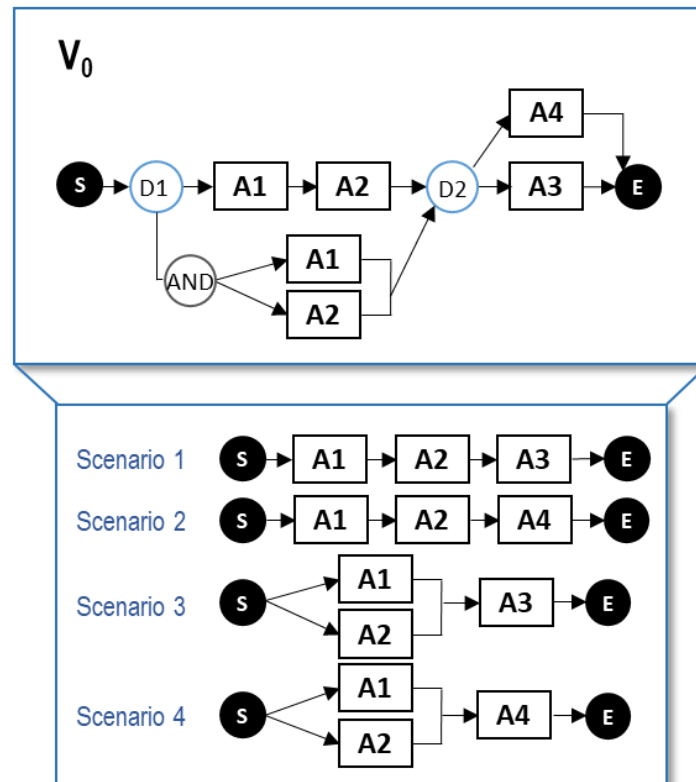 V0
A4
S D1 A1 A2 D2 A3 E
AND A1
A2
Scenario 1 S A1 A2 A3 E
Scenario 2 S A1 A2 A4 E
A1
Scenario 3 S A3 E
A2
A1
Scenario 4 S A4 E
A2